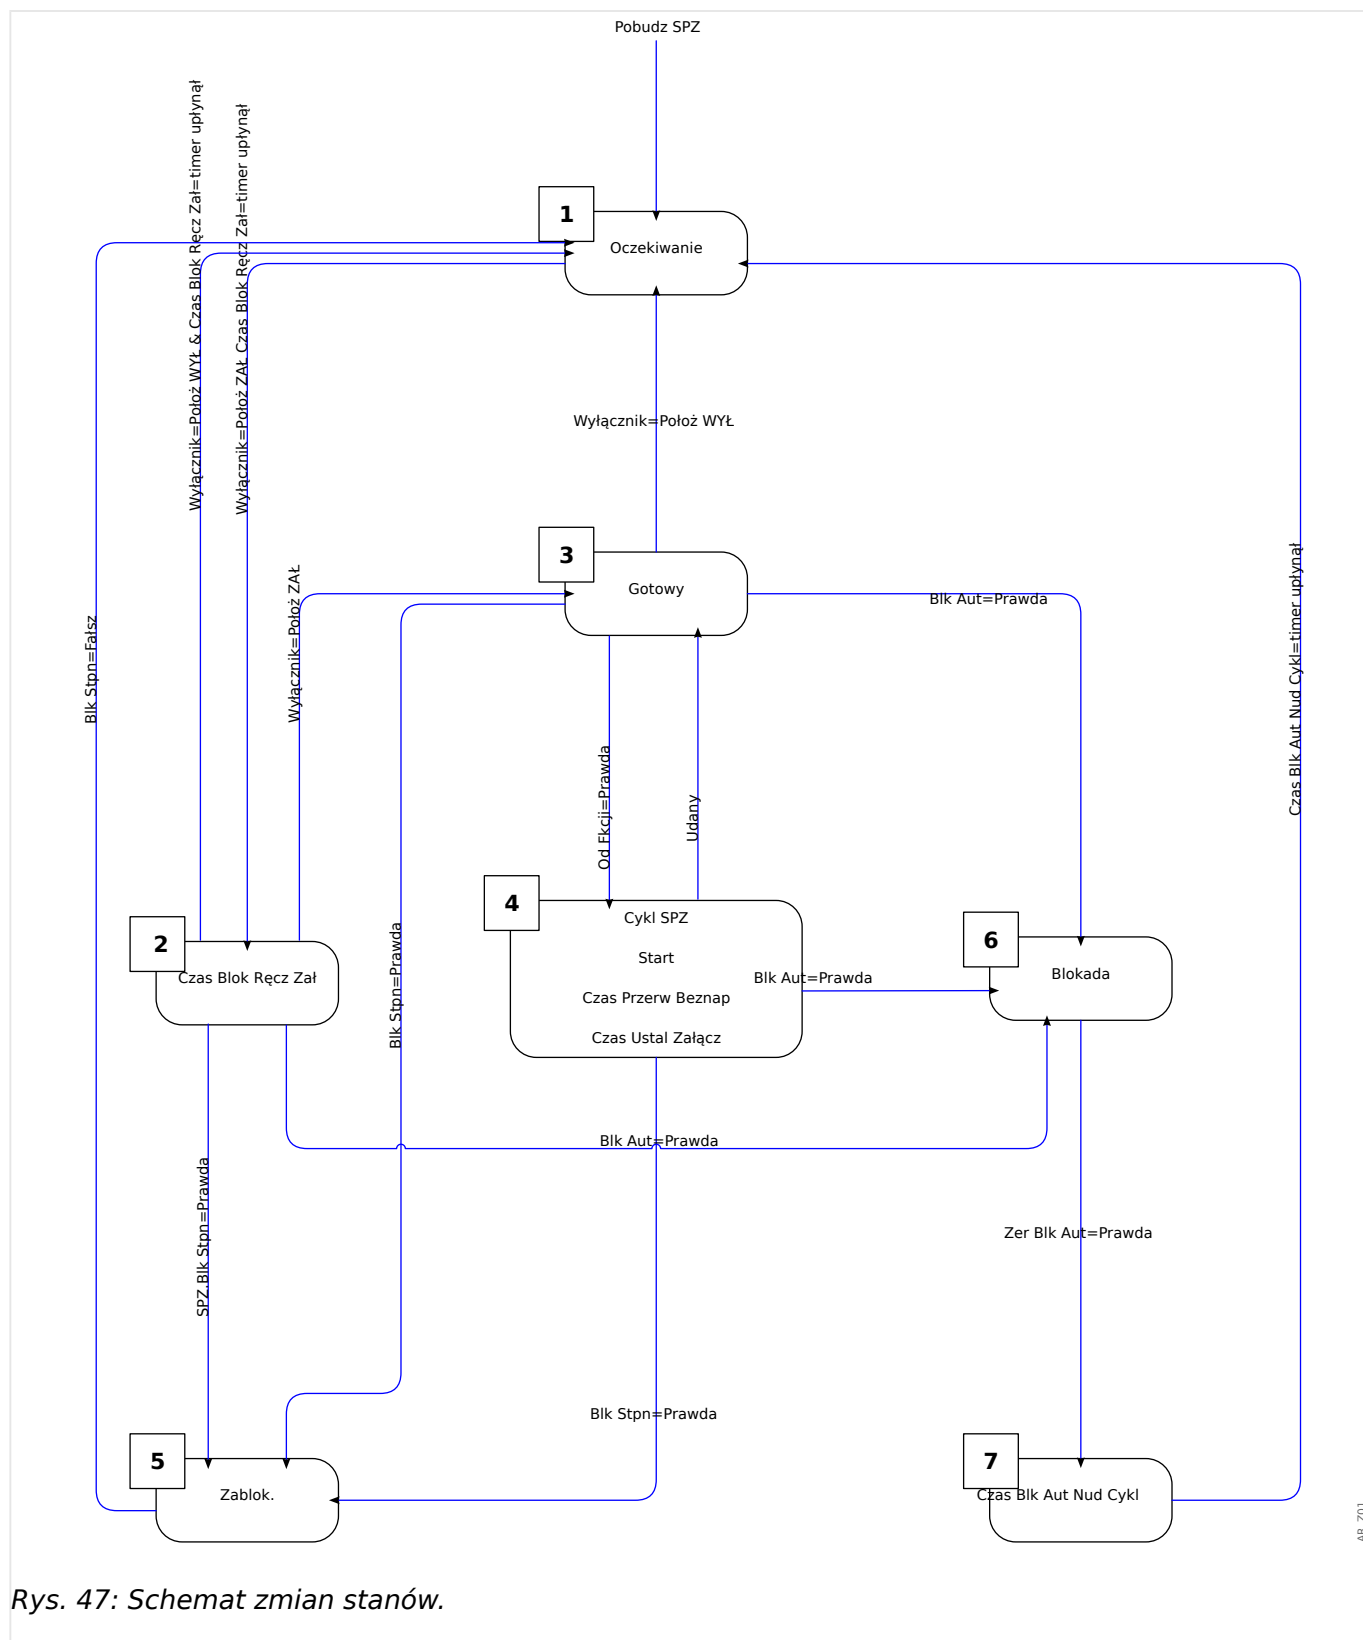 Pobudz SPZ
1
Oczekiwanie
Wyłącznik=Położ WYŁ & Czas Blok Ręcz Zał=timer upłynął
Wyłącznik=Położ ZAŁ Czas Blok Ręcz Zał=timer upłynął
Wyłącznik=Położ WYŁ
3
Gotowy
Blk Aut=Prawda
Wyłącznik=Położ ZAŁ
Blk Stpn=Fałsz
Czas Blk Aut Nud Cykl=timer upłynął
Od Fkcji=Prawda
Udany
4
Cykl SPZ
Start
Czas Przerw Beznap
Czas Ustal Załącz
2
Czas Blok Ręcz Zał
Blk Stpn=Prawda
Blk Aut=Prawda
6
Blokada
Blk Aut=Prawda
SPZ.Blk Stpn=Prawda
Zer Blk Aut=Prawda
Blk Stpn=Prawda
5
Zablok.
7
Czas Blk Aut Nud Cykl
AR_Z01
Rys. 47: Schemat zmian stanów.